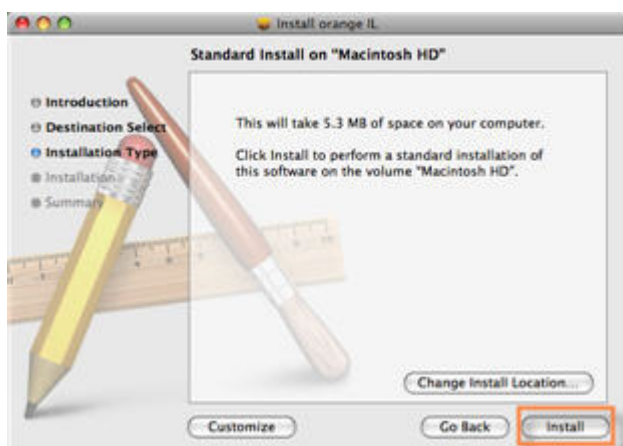 Install orange IL
Standard Install on "Macintosh HD"
Introduction
Destination Select
Installation Type
Installation
Summary
This will take 5.3 MB of space on your computer.
Click Install to perform a standard installation of
this software on the volume "Macintosh HD".
Change Install Location...
Customize
Go Back
Install